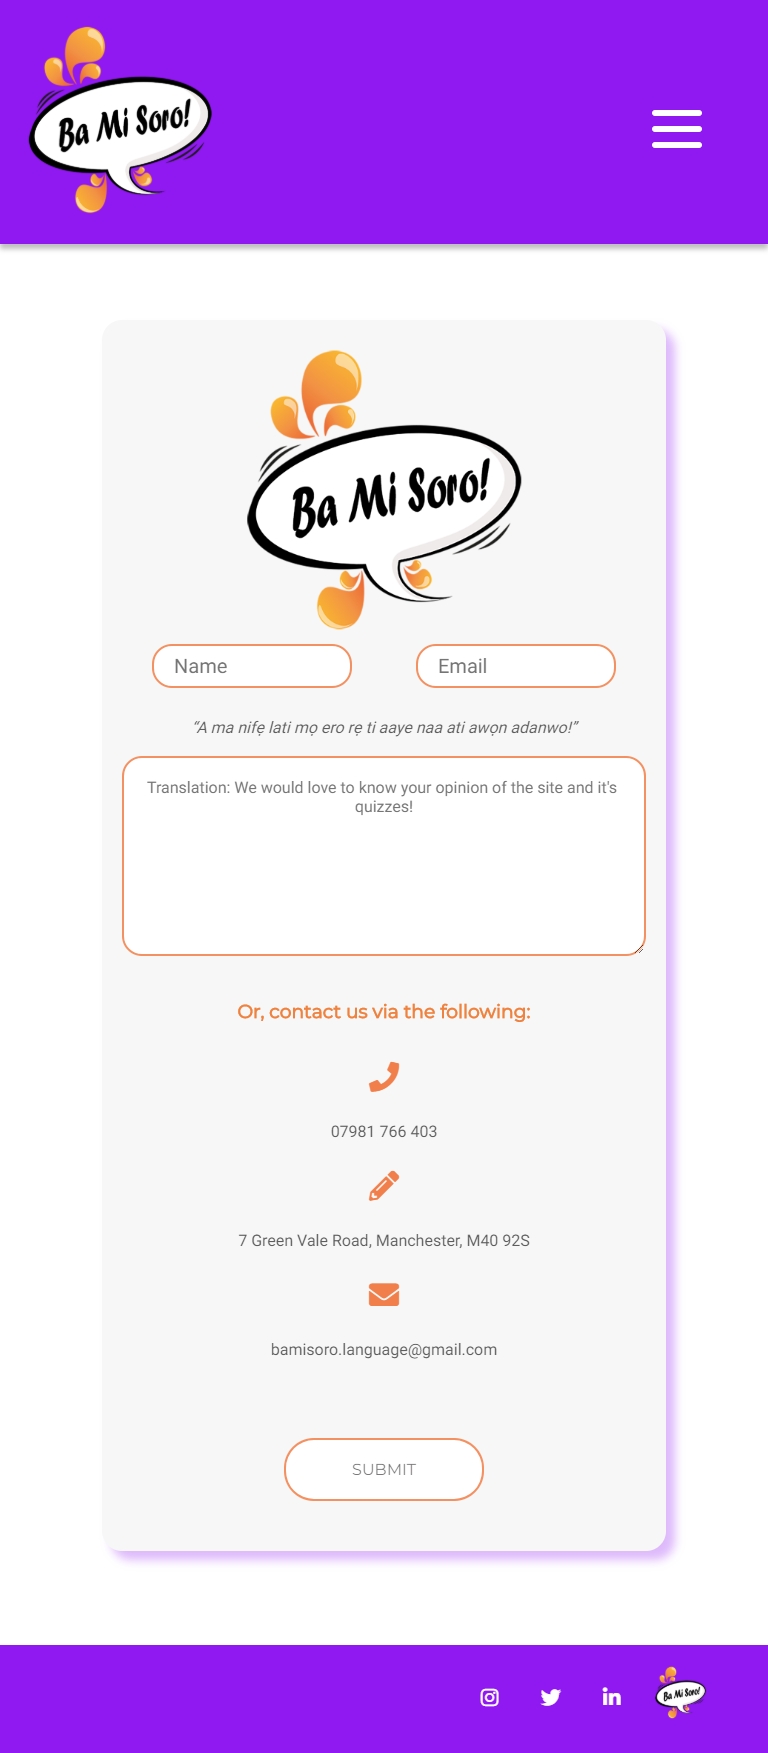 Ba Mi Soro!
Ba Mi Soro!
Name
Email
“A ma nifẹ lati mọ ero rẹ ti aaye naa ati awọn adanwo!”
Translation: We would love to know your opinion of the site and it's
quizzes!
Or, contact us via the following:
07981 766 403
7 Green Vale Road, Manchester, M40 92S
bamisoro.language@gmail.com
SUBMIT
Ba Mi Soro!